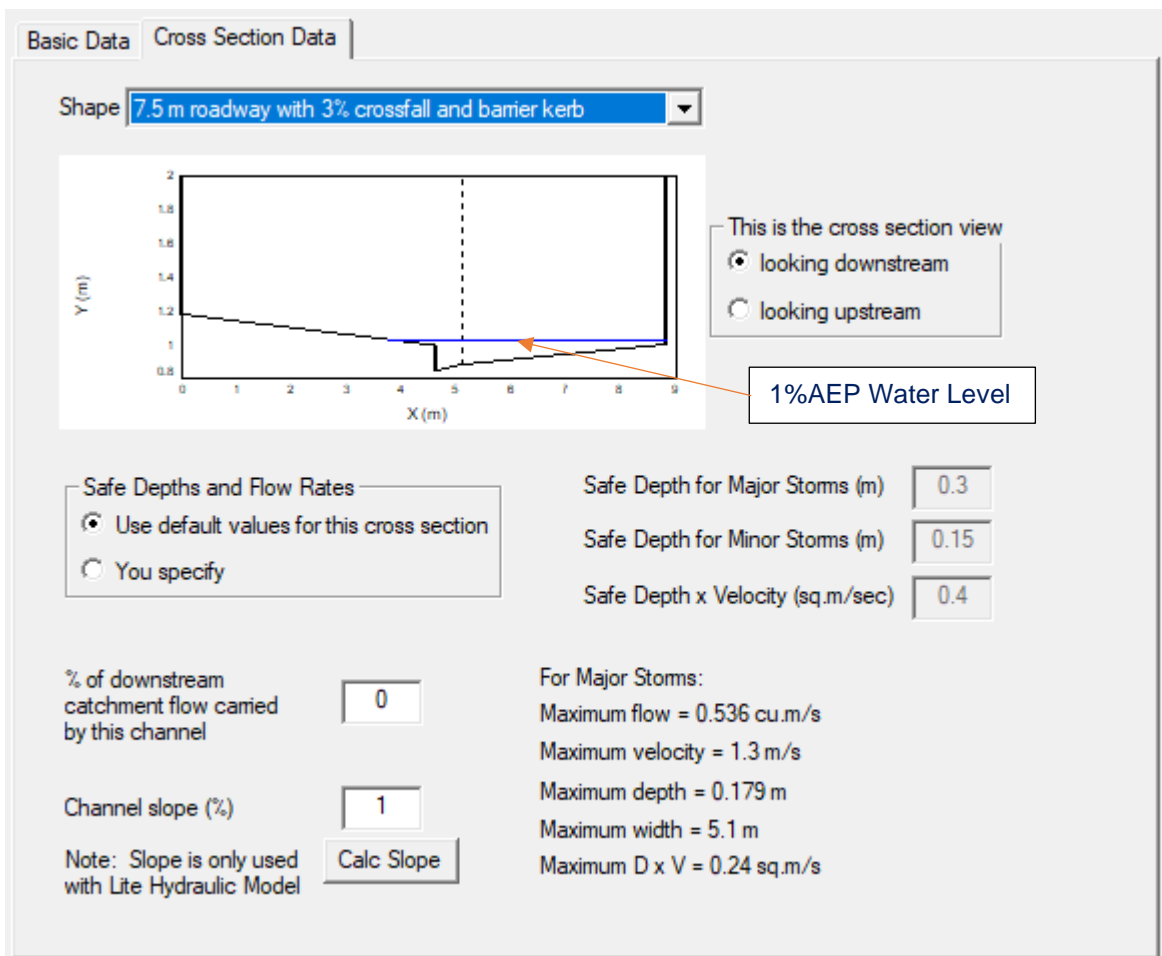 Basic Data
Cross Section Data
Shape
7.5 m roadway with 3% crossfall and barrier kerb
2
1.8
1.6
1.4
1.2
1
0.8
Y (m)
0 1 2 3 4 5 6 7 8 9
X (m)
This is the cross section view
looking downstream
looking upstream
1%AEP Water Level
Safe Depths and Flow Rates
Use default values for this cross section
You specify
Safe Depth for Major Storms (m) 0.3
Safe Depth for Minor Storms (m) 0.15
Safe Depth x Velocity (sq.m/sec) 0.4
% of downstream
catchment flow carried
by this channel
0
Channel slope (%) 1
Note: Slope is only used
with Lite Hydraulic Model
Calc Slope
For Major Storms:
Maximum flow = 0.536 cu.m/s
Maximum velocity = 1.3 m/s
Maximum depth = 0.179 m
Maximum width = 5.1 m
Maximum D x V = 0.24 sq.m/s